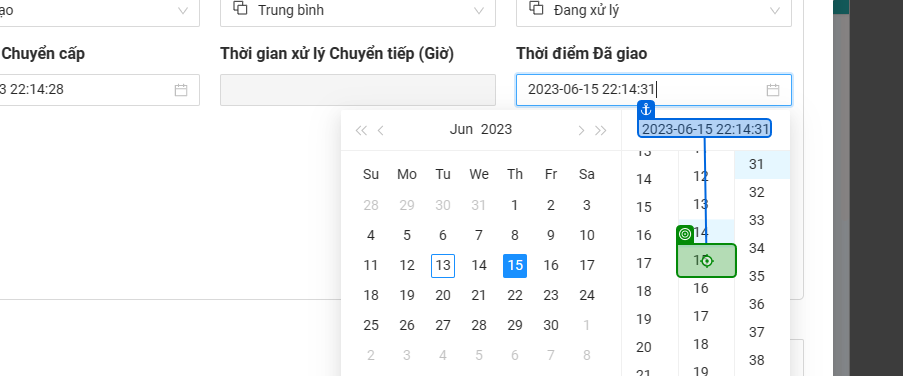 ạo
Trung bình
Đang xử lý
Chuyển cấp
Thời gian xử lý Chuyển tiếp (Giờ)
Thời điểm Đã giao
3 22:14:28
2023-06-15 22:14:31
Jun 2023
2023-06-15 22:14:31
Su Mo Tu We Th Fr Sa
28 29 30 31 1 2 3
4 5 6 7 8 9 10
11 12 13 14 15 16 17
18 19 20 21 22 23 24
25 26 27 28 29 30 1
2 3 4 5 6 7 8
13
14
15
16
17
18
19
20
21
12
13
14
15
16
17
18
19
31
32
33
34
35
36
37
38